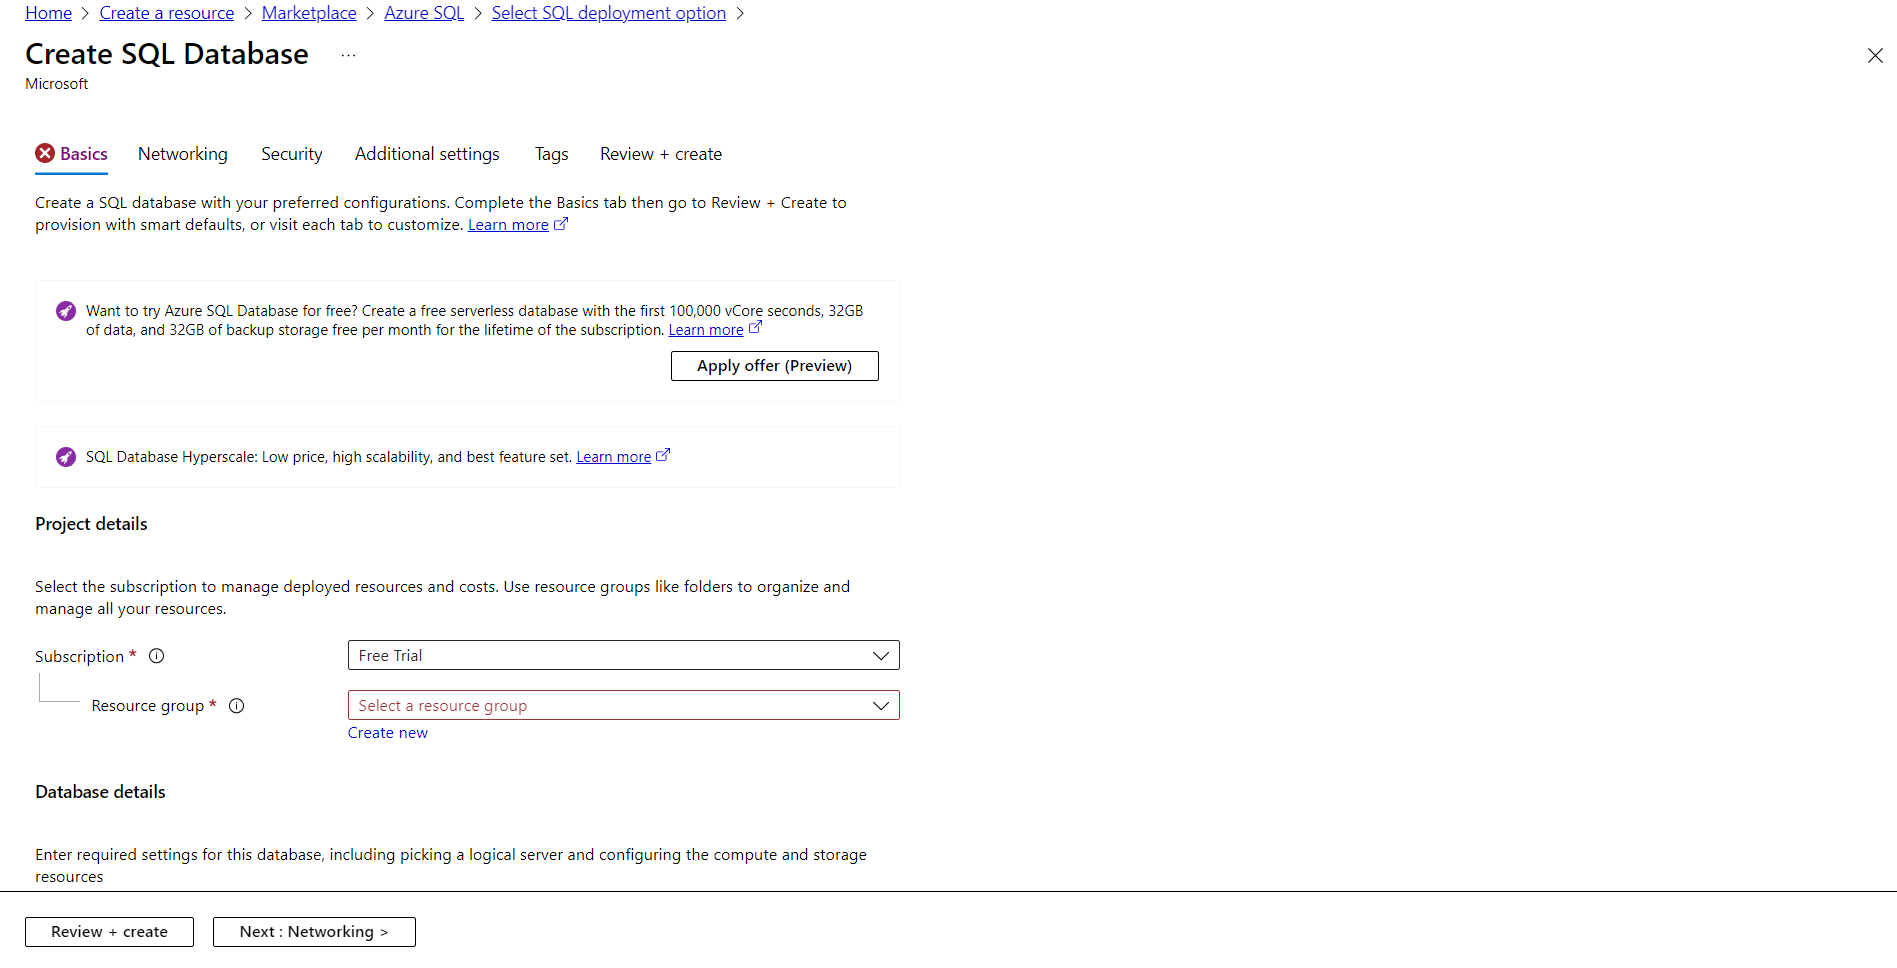 Home > Create a resource > Marketplace > Azure SQL > Select SQL deployment option >
Create SQL Database ...
Microsoft
Basics Networking Security Additional settings Tags Review + create
Create a SQL database with your preferred configurations. Complete the Basics tab then go to Review + Create to
provision with smart defaults, or visit each tab to customize. Learn more
Want to try Azure SQL Database for free? Create a free serverless database with the first 100,000 vCore seconds, 32GB
of data, and 32GB of backup storage free per month for the lifetime of the subscription. Learn more
Apply offer (Preview)
SQL Database Hyperscale: Low price, high scalability, and best feature set. Learn more
Project details
Select the subscription to manage deployed resources and costs. Use resource groups like folders to organize and
manage all your resources.
Subscription * Free Trial
Resource group * Select a resource group
Create new
Database details
Enter required settings for this database, including picking a logical server and configuring the compute and storage
resources
Review + create Next : Networking >